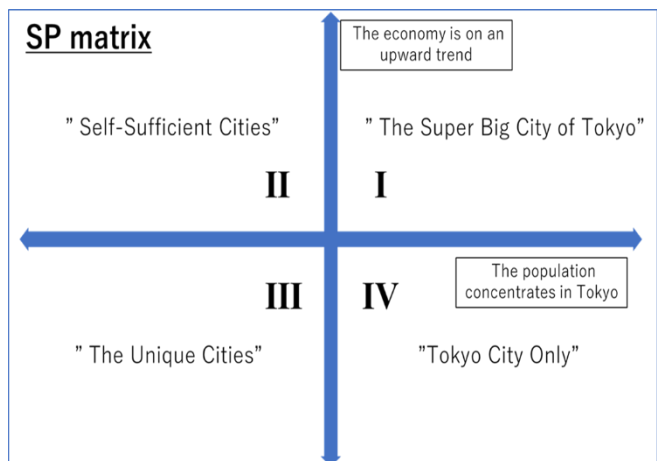 SP matrix
The economy is on an
upward trend
” Self-Sufficient Cities”
” The Super Big City of Tokyo”
II
I
III
IV
The population
concentrates in Tokyo
” The Unique Cities”
”Tokyo City Only”